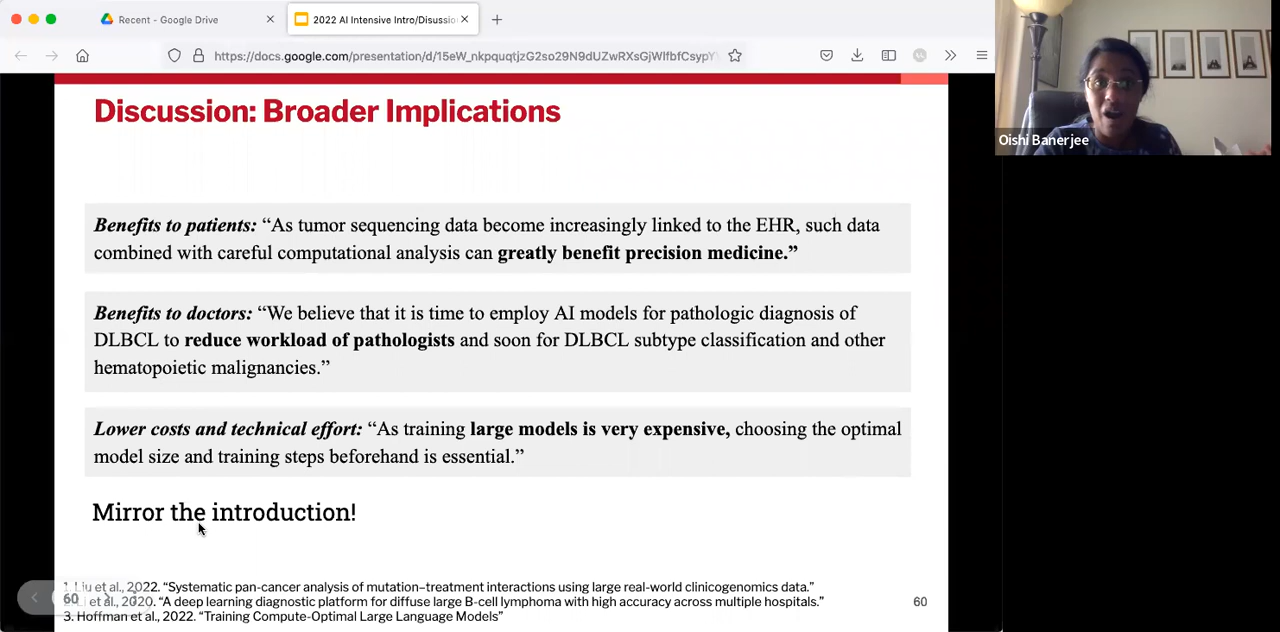 Recent - Google Drive
2022 AI Intensive Intro/Disussio
https://docs.google.com/presentation/d/15eW_nkpquqtjzG2so29N9dUZwRXsGjWlfbfCsypY
Oishi Banerjee
Discussion: Broader Implications
Benefits to patients: “As tumor sequencing data become increasingly linked to the EHR, such data
combined with careful computational analysis can greatly benefit precision medicine.”
Benefits to doctors: “We believe that it is time to employ AI models for pathologic diagnosis of
DLBCL to reduce workload of pathologists and soon for DLBCL subtype classification and other
hematopoietic malignancies.”
Lower costs and technical effort: “As training large models is very expensive, choosing the optimal
model size and training steps beforehand is essential.”
Mirror the introduction!
1. Liu et al., 2022. “Systematic pan-cancer analysis of mutation–treatment interactions using large real-world clinicogenomics data.”
et al., 2020. “A deep learning diagnostic platform for diffuse large B-cell lymphoma with high accuracy across multiple hospitals.”
3. Hoffman et al., 2022. “Training Compute-Optimal Large Language Models”
60
60